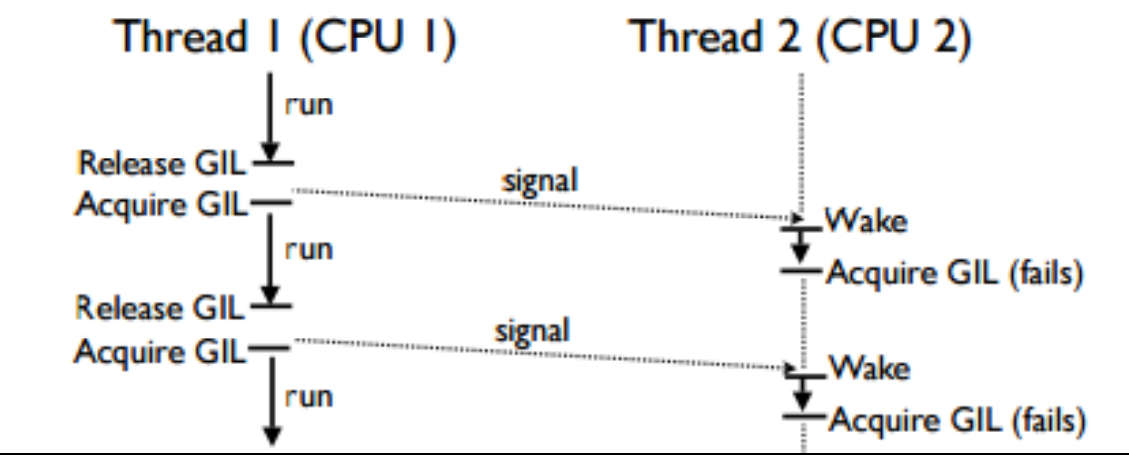 Thread 1 (CPU 1)
Thread 2 (CPU 2)
run
Release GIL
signal
Acquire GIL
Wake
run
Acquire GIL (fails)
Release GIL
signal
Acquire GIL
Wake
run
Acquire GIL (fails)